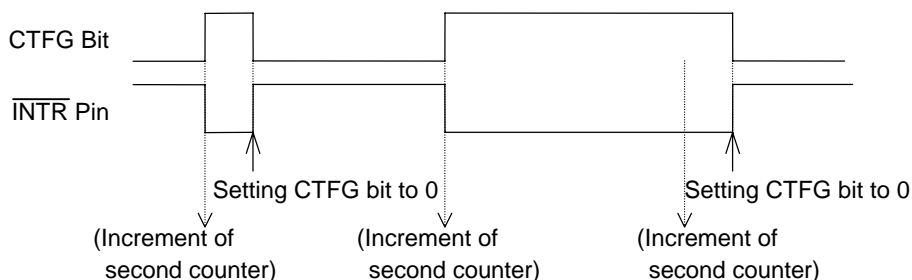 CTFG Bit
INTR Pin
Setting CTFG bit to 0 Setting CTFG bit to 0
(Increment of (Increment of (Increment of
second counter) second counter) second counter)